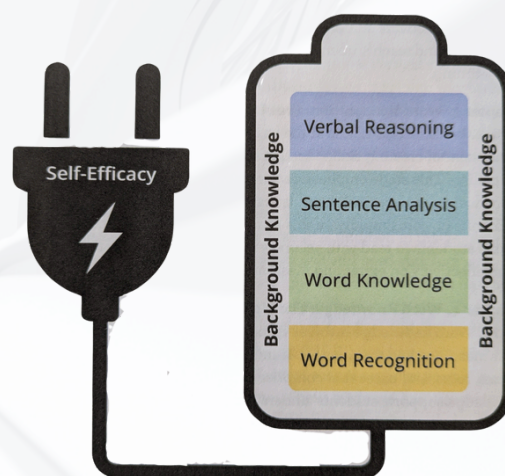 Self-Efficacy
Background Knowledge
Verbal Reasoning
Sentence Analysis
Word Knowledge
Word Recognition
Background Knowledge